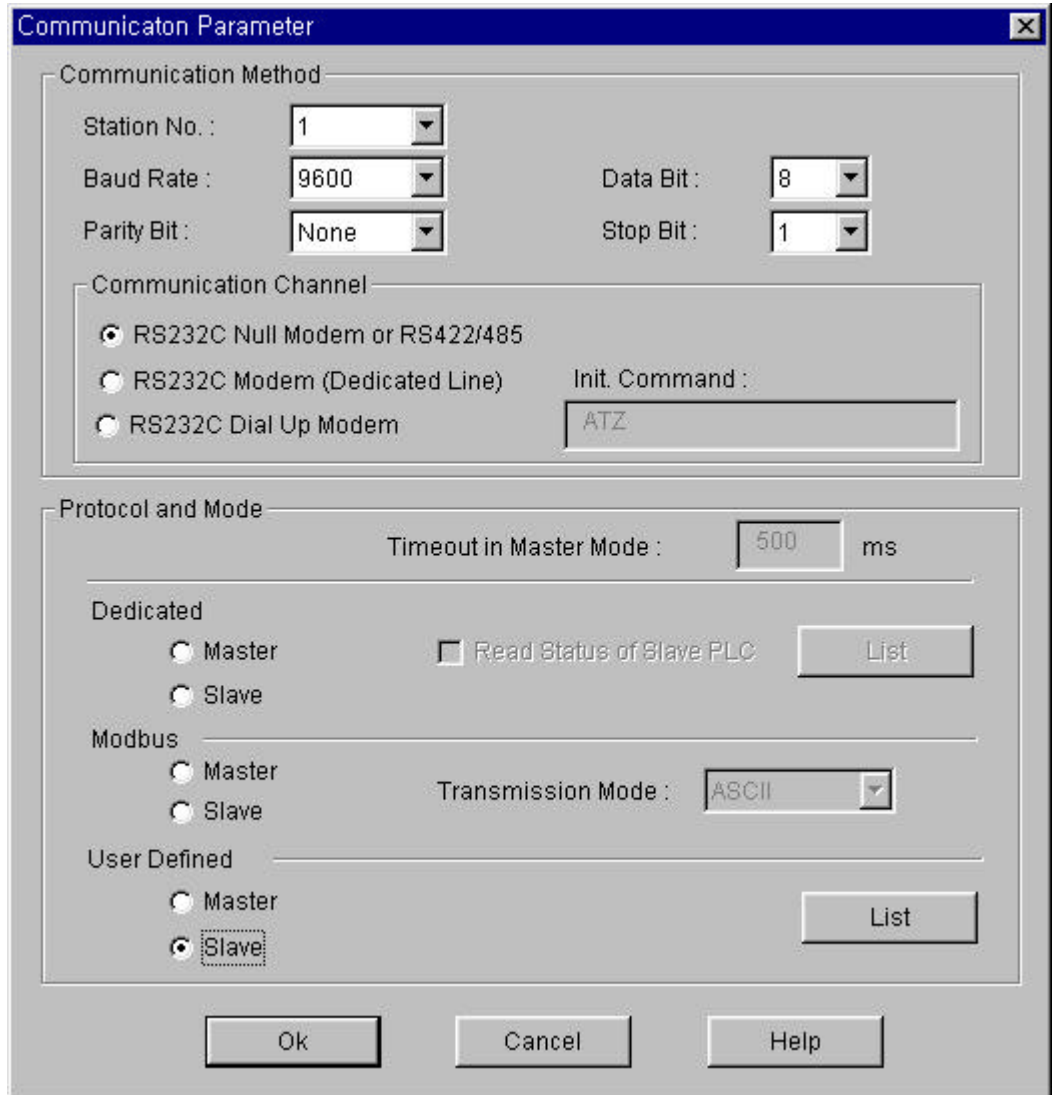 Communicaton Parameter
Communication Method
Station No. : 1
Baud Rate : 9600 Data Bit : 8
Parity Bit : None Stop Bit : 1
Communication Channel
RS232C Null Modem or RS422/485
RS232C Modem (Dedicated Line) Init. Command :
RS232C Dial Up Modem ATZ
Protocol and Mode
Timeout in Master Mode : 500 ms
Dedicated
Master Read Status of Slave PLC List
Slave
Modbus
Master
Transmission Mode : ASCII
Slave
User Defined
Master
List
Slave
Ok Cancel Help